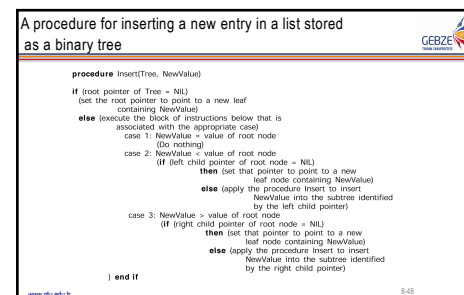 A procedure for inserting a new entry in a list stored
as a binary tree
GEBZE
TEKNİK ÜNİVERSİTESİ
procedure Insert(Tree, NewValue)
if (root pointer of Tree = NIL)
(set the root pointer to point to a new leaf
containing NewValue)
else (execute the block of instructions below that is
associated with the appropriate case)
case 1: NewValue = value of root node
(Do nothing)
case 2: NewValue < value of root node
(if (left child pointer of root node = NIL)
then (set that pointer to point to a new
leaf node containing NewValue)
else (apply the procedure Insert to insert
NewValue into the subtree identified
by the left child pointer)
case 3: NewValue > value of root node
(if (right child pointer of root node = NIL)
then (set that pointer to point to a new
leaf node containing NewValue)
else (apply the procedure Insert to insert
NewValue into the subtree identified
by the right child pointer)
) end if
www.gtu.edu.tr
8-48